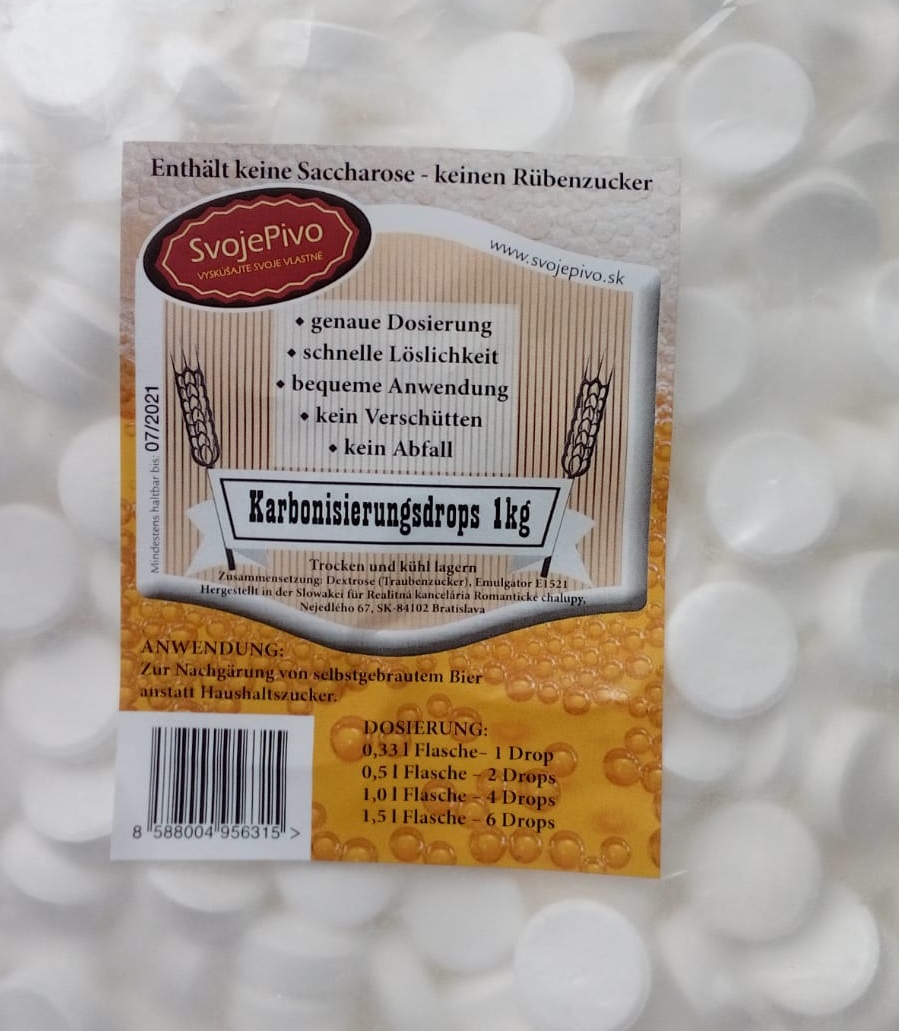 Enthält keine Saccharose - keinen Rübenzucker
SvojePivo
VYSKÚŠAJTE SVOJE VLASTNÉ
www.svojepivo.sk
◆ genaue Dosierung
◆ schnelle Löslichkeit
◆ bequeme Anwendung
◆ kein Verschütten
◆ kein Abfall
Mindestens haltbar bis: 07/2021
Karbonisierungsdrops 1kg
Trocken und kühl lagern
Zusammensetzung: Dextrose (Traubenzucker), Emulgator E1521
Hergestellt in der Slowakei für Realitná kancelária Romantické chalupy,
Nejedlého 67, SK-84102 Bratislava
ANWENDUNG:
Zur Nachgärung von selbstgebrautem Bier
anstatt Haushaltszucker.
DOSIERUNG:
0,33 l Flasche– 1 Drop
0,5 l Flasche – 2 Drops
1,0 l Flasche – 4 Drops
1,5 l Flasche – 6 Drops
8 588004 956315 >